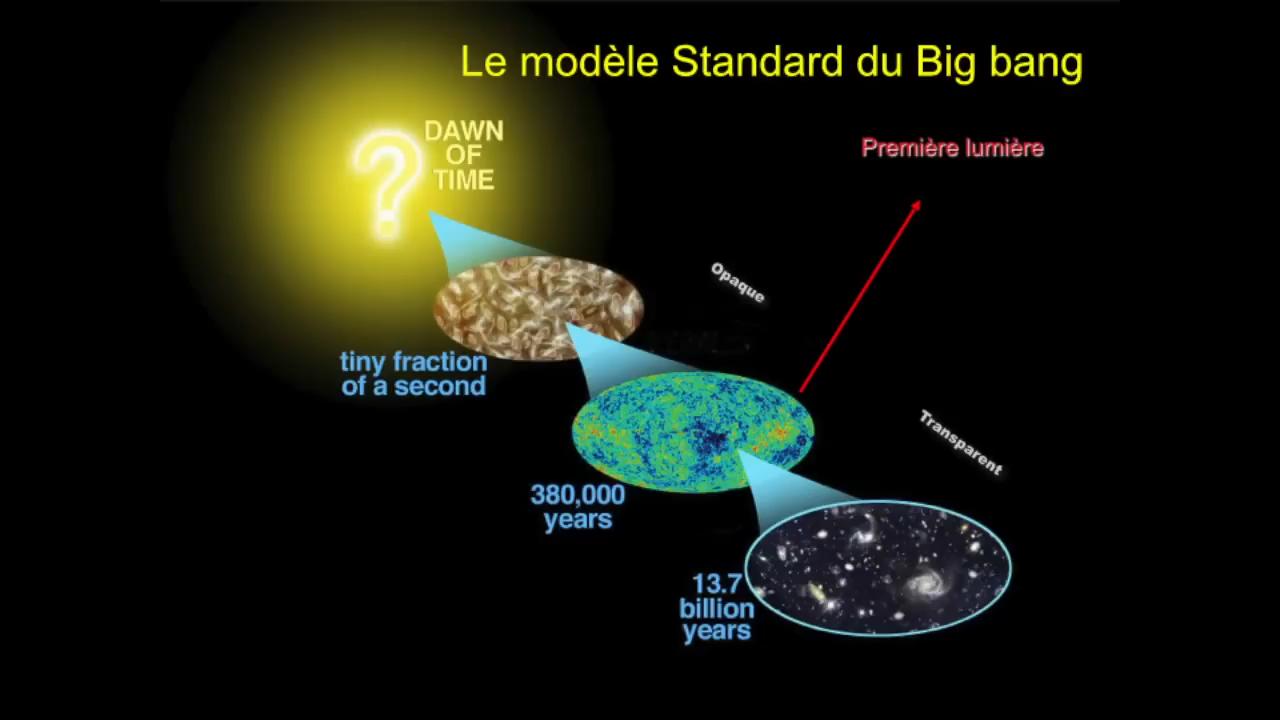 Le modèle Standard du Big bang
DAWN
OF
TIME
Première lumière
Opaque
tiny fraction
of a second
Transparent
380,000
years
13.7
billion
years